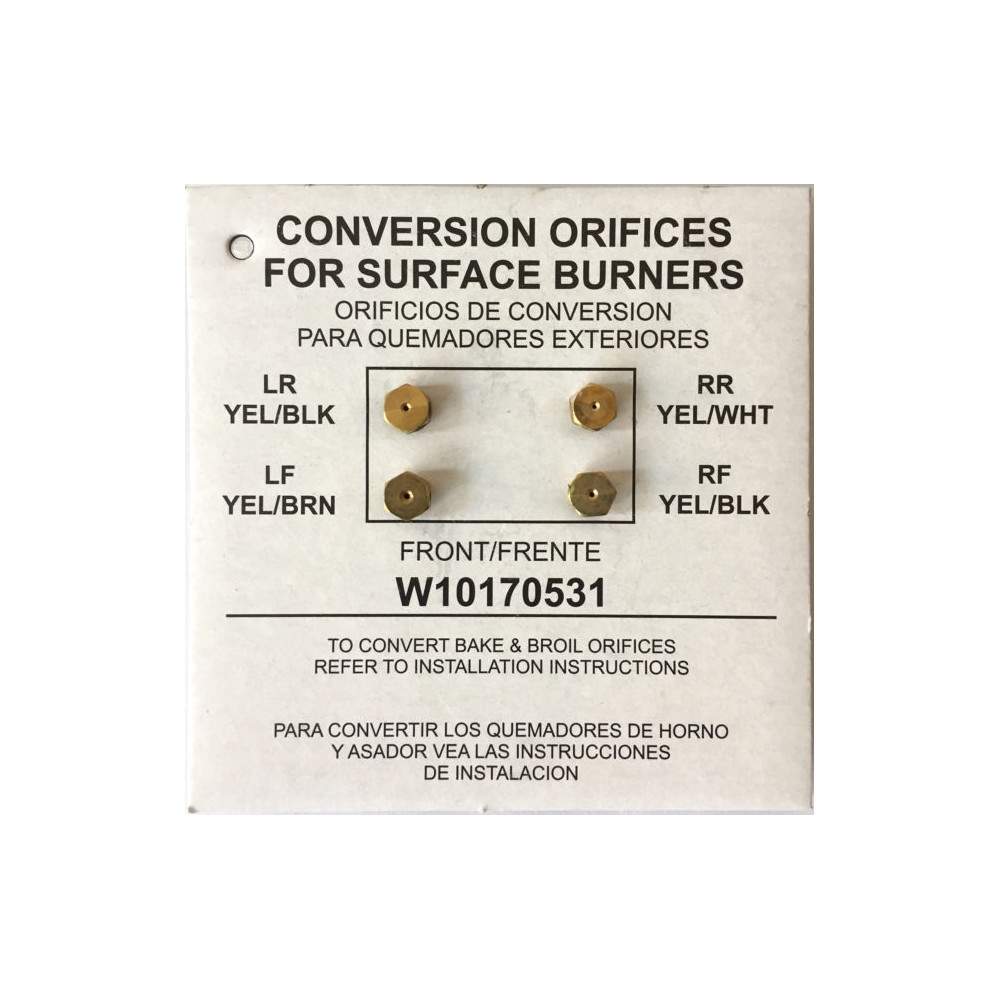 CONVERSION ORIFICES
FOR SURFACE BURNERS
ORIFICIOS DE CONVERSION
PARA QUEMADORES EXTERIORES
LR
YEL/BLK
RR
YEL/WHT
LF
YEL/BRN
RF
YEL/BLK
FRONT/FRENTE
W10170531
TO CONVERT BAKE & BROIL ORIFICES
REFER TO INSTALLATION INSTRUCTIONS
PARA CONVERTIR LOS QUEMADORES DE HORNO
Y ASADOR VEA LAS INSTRUCCIONES
DE INSTALACION